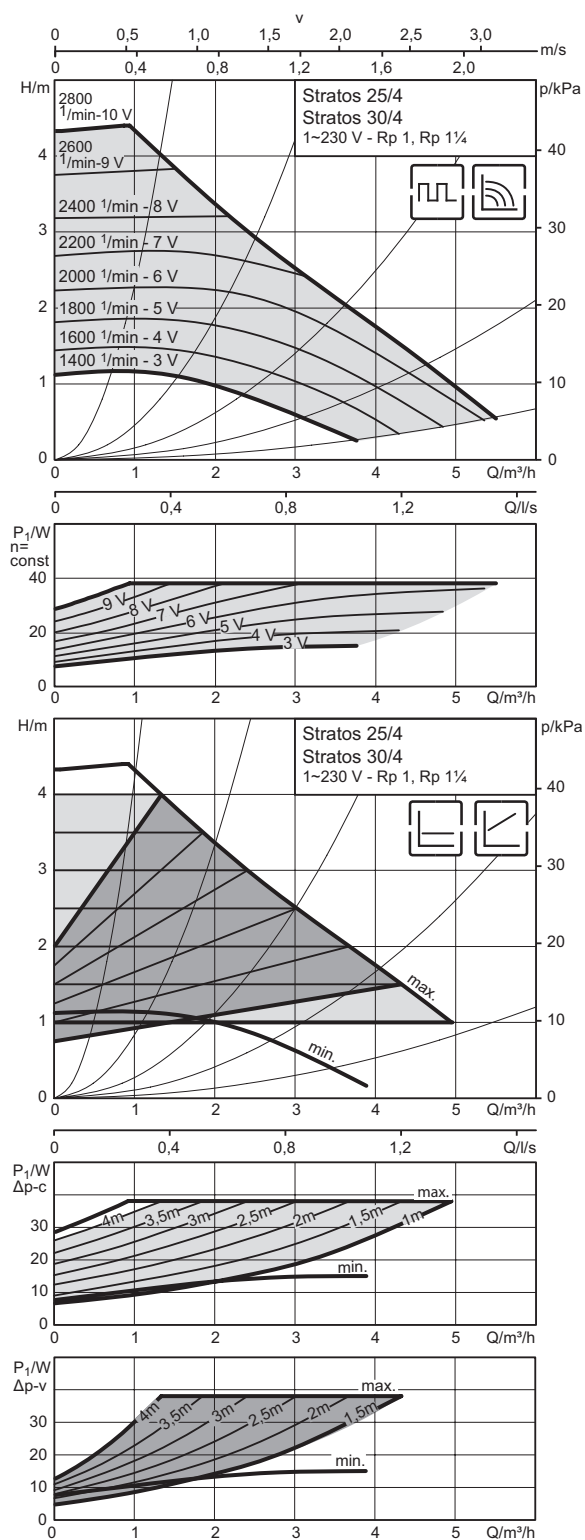 v
0 0,5 1,0 1,5 2,0 2,5 3,0
m/s
0 0,4 0,8 1,2 1,6 2,0
H/m
p/kPa
2800
1/min-10 V
Stratos 25/4
Stratos 30/4
1~230 V - Rp 1, Rp 1¼
4
40
2600
1/min-9 V
2400 1/min - 8 V
3
30
2200 1/min - 7 V
2000 1/min - 6 V
2
20
1800 1/min - 5 V
1600 1/min - 4 V
1400 1/min - 3 V
1
10
0
0
0 1 2 3 4 5 Q/m³/h
0 0,4 0,8 1,2 Q/l/s
P1/W
n=
const
40
9 V 8 V 7 V 6 V 5 V 4 V 3 V
20
0
0 1 2 3 4 5 Q/m³/h
H/m
p/kPa
Stratos 25/4
Stratos 30/4
1~230 V - Rp 1, Rp 1¼
4
40
3
30
2
20
max.
1
10
min.
0
0
0 1 2 3 4 5 Q/m³/h
0 0,4 0,8 1,2 Q/l/s
P1/W
Δp-c
max.
4m 3,5m 3m 2,5m 2m 1,5m 1m
30
20
min.
10
0
0 1 2 3 4 5 Q/m³/h
P1/W
Δp-v
max.
4m 3,5m 3m 2,5m 2m 1,5m
30
20
min.
10
0
0 1 2 3 4 5 Q/m³/h